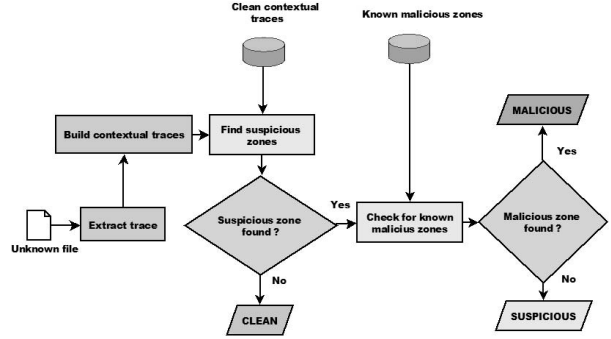 Clean contextual
traces
Known malicious zones
Build contextual traces
Find suspicious
zones
MALICIOUS
Yes
Unknown file
Extract trace
Suspicious zone
found ?
Yes
Check for known
malicius zones
Malicious zone
found ?
No
No
CLEAN
SUSPICIOUS